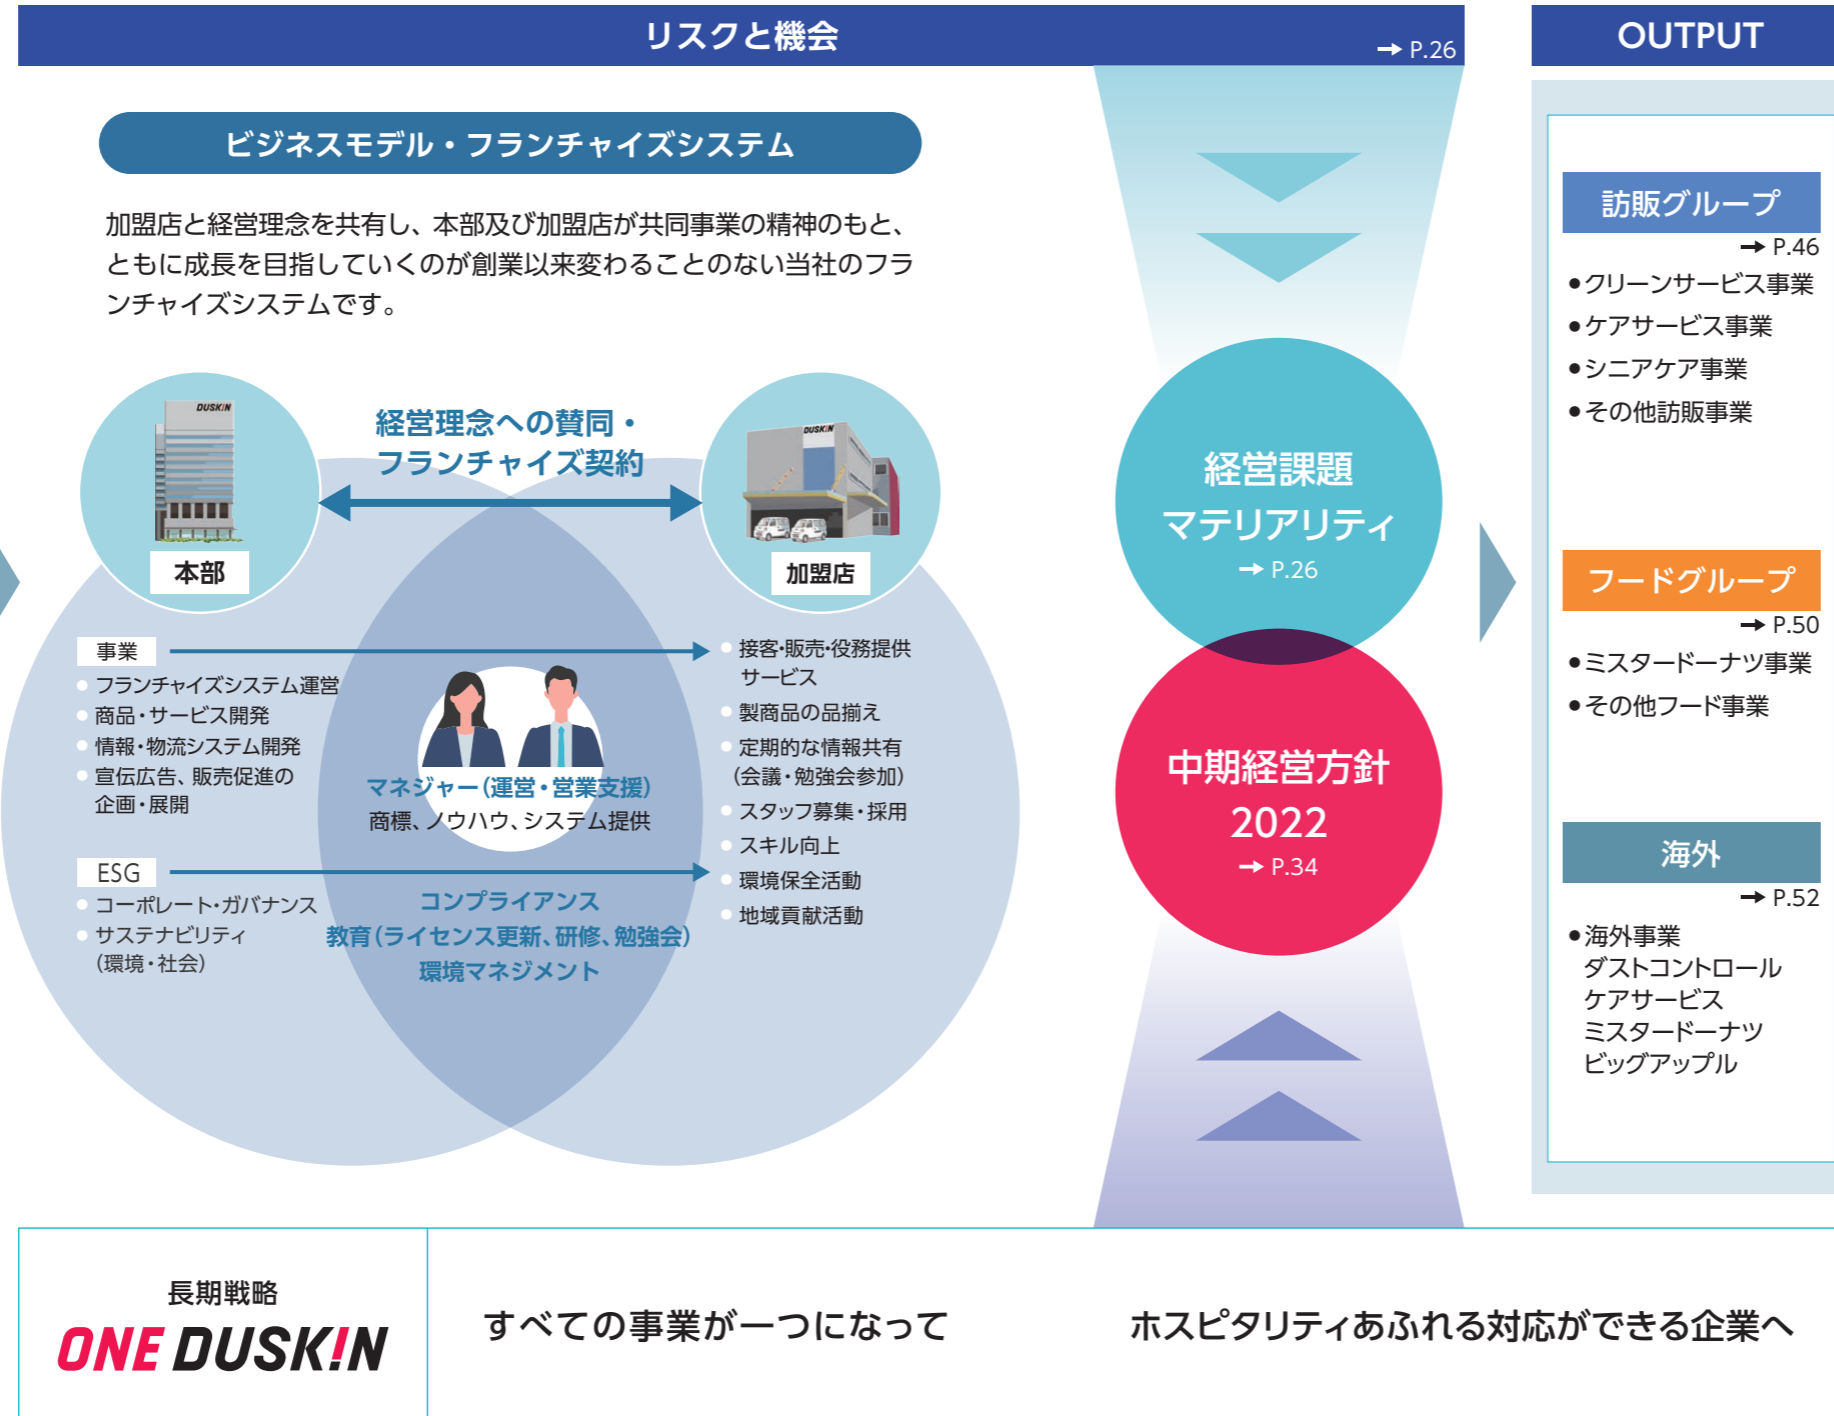 リスクと機会
→ P.26
ビジネスモデル・フランチャイズシステム
加盟店と経営理念を共有し、本部及び加盟店が共同事業の精神のもと、
ともに成長を目指していくのが創業以来変わることのない当社のフラ
ンチャイズシステムです。
DUSKIN
経営理念への賛同・
フランチャイズ契約
DUSKIN
本部
加盟店
事業
フランチャイズシステム運営
商品・サービス開発
情報・物流システム開発
宣伝広告、販売促進の
企画・展開
マネジャー(運営・営業支援)
商標、ノウハウ、システム提供
ESG
コーポレート・ガバナンス
サステナビリティ
(環境・社会)
コンプライアンス
教育(ライセンス更新、研修、勉強会)
環境マネジメント
接客・販売・役務提供
サービス
製商品の品揃え
定期的な情報共有
(会議・勉強会参加)
スタッフ募集・採用
スキル向上
環境保全活動
地域貢献活動
経営課題
マテリアリティ
→ P.26
中期経営方針
2022
→ P.34
OUTPUT
訪販グループ
→ P.46
●クリーンサービス事業
●ケアサービス事業
●シニアケア事業
●その他訪販事業
フードグループ
→ P.50
●ミスタードーナツ事業
●その他フード事業
海外
→ P.52
●海外事業
ダストコントロール
ケアサービス
ミスタードーナツ
ビッグアップル
長期戦略
ONE DUSK!N
すべての事業が一つになって
ホスピタリティあふれる対応ができる企業へ